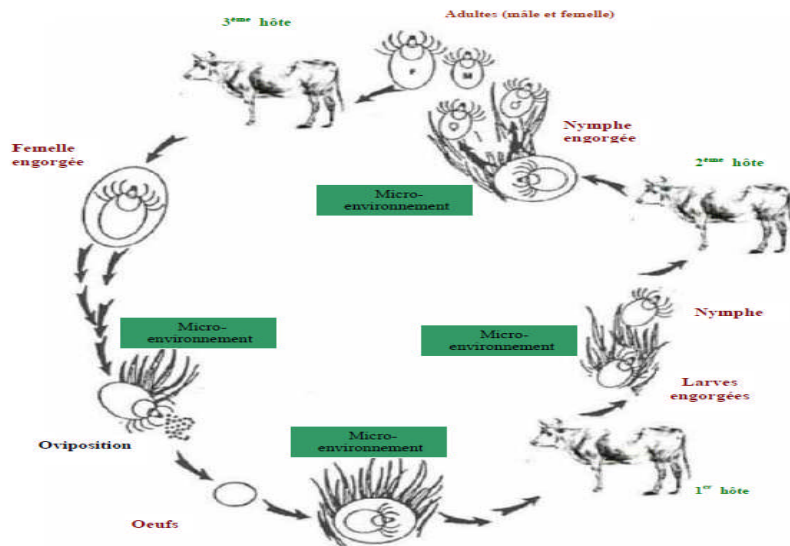 3ème hôte
Adultes (mâle et femelle)
F
M
Nymphe
engorgée
Femelle
engorgée
2ème hôte
Micro-
environnement
Micro-
environnement
Micro-
environnement
Nymphe
Larves
engorgées
Oviposition
Micro-
environnement
1er hôte
Oeufs